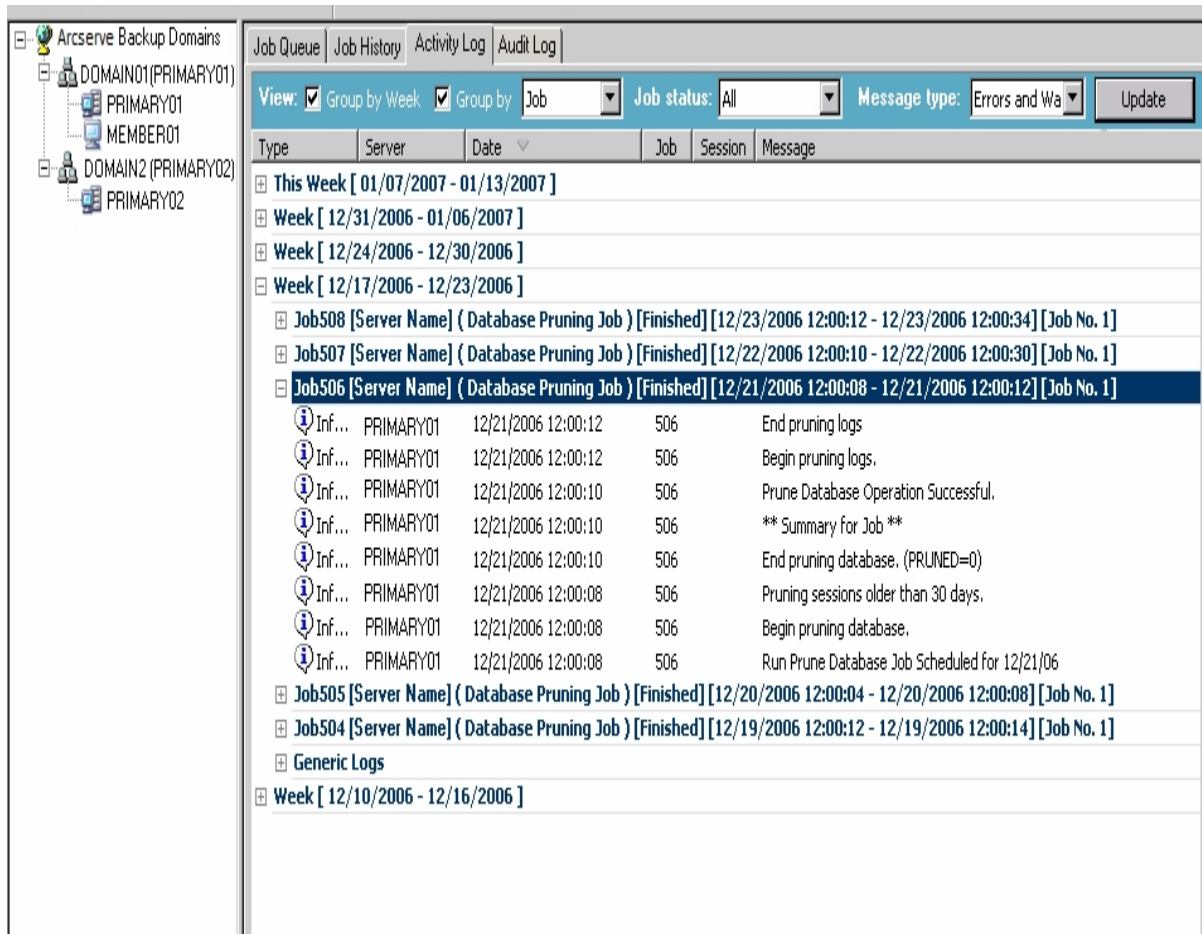 Arcserve Backup Domains
DOMAIN01(PRIMARY01)
PRIMARY01
MEMBER01
DOMAIN2 (PRIMARY02)
PRIMARY02
Job Queue Job History Activity Log Audit Log
View: Group by Week Group by Job Job status: All Message type: Errors and Wa Update
Type Server Date Job Session Message
This Week [ 01/07/2007 - 01/13/2007 ]
Week [ 12/31/2006 - 01/06/2007 ]
Week [ 12/24/2006 - 12/30/2006 ]
Week [ 12/17/2006 - 12/23/2006 ]
Job508 [Server Name] ( Database Pruning Job ) [Finished] [12/23/2006 12:00:12 - 12/23/2006 12:00:34] [Job No. 1]
Job507 [Server Name] ( Database Pruning Job ) [Finished] [12/22/2006 12:00:10 - 12/22/2006 12:00:30] [Job No. 1]
Job506 [Server Name] ( Database Pruning Job ) [Finished] [12/21/2006 12:00:08 - 12/21/2006 12:00:12] [Job No. 1]
Inf... PRIMARY01 12/21/2006 12:00:12 506 End pruning logs
Inf... PRIMARY01 12/21/2006 12:00:12 506 Begin pruning logs.
Inf... PRIMARY01 12/21/2006 12:00:10 506 Prune Database Operation Successful.
Inf... PRIMARY01 12/21/2006 12:00:10 506 ** Summary for Job **
Inf... PRIMARY01 12/21/2006 12:00:10 506 End pruning database. (PRUNED=0)
Inf... PRIMARY01 12/21/2006 12:00:08 506 Pruning sessions older than 30 days.
Inf... PRIMARY01 12/21/2006 12:00:08 506 Begin pruning database.
Inf... PRIMARY01 12/21/2006 12:00:08 506 Run Prune Database Job Scheduled for 12/21/06
Job505 [Server Name] ( Database Pruning Job ) [Finished] [12/20/2006 12:00:04 - 12/20/2006 12:00:08] [Job No. 1]
Job504 [Server Name] ( Database Pruning Job ) [Finished] [12/19/2006 12:00:12 - 12/19/2006 12:00:14] [Job No. 1]
Generic Logs
Week [ 12/10/2006 - 12/16/2006 ]